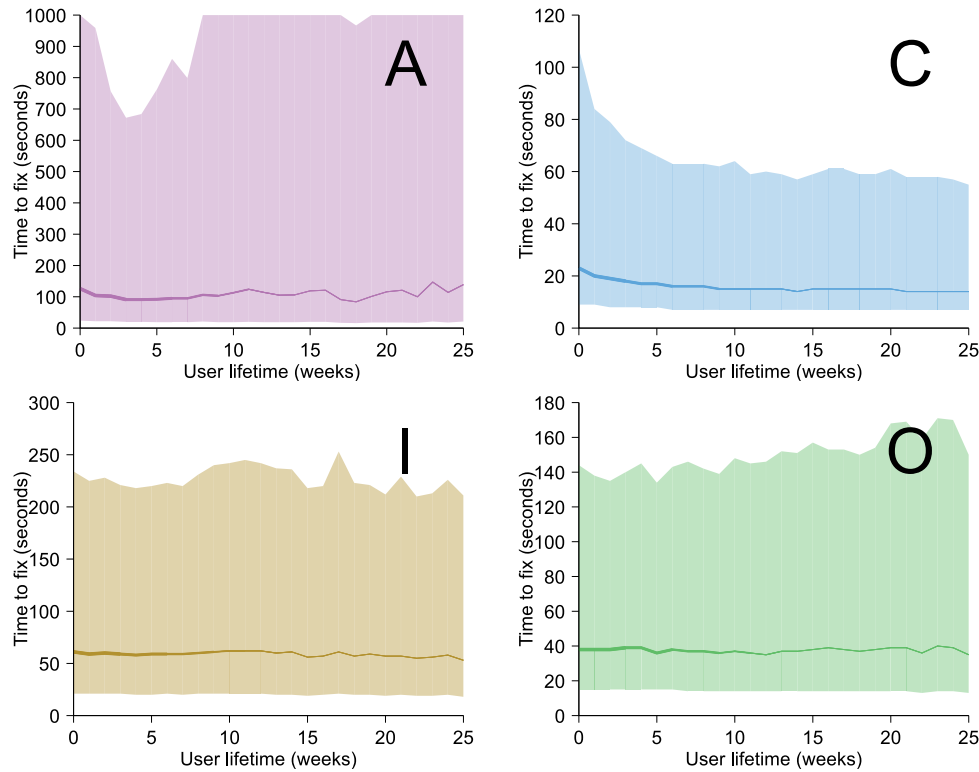 1000
900
800
700
600
500
400
300
200
100
0
Time to fix (seconds)
A
0 5 10 15 20 25
User lifetime (weeks)
120
100
80
60
40
20
0
Time to fix (seconds)
C
0 5 10 15 20 25
User lifetime (weeks)
300
250
200
150
100
50
0
Time to fix (seconds)
I
0 5 10 15 20 25
User lifetime (weeks)
180
160
140
120
100
80
60
40
20
0
Time to fix (seconds)
O
0 5 10 15 20 25
User lifetime (weeks)